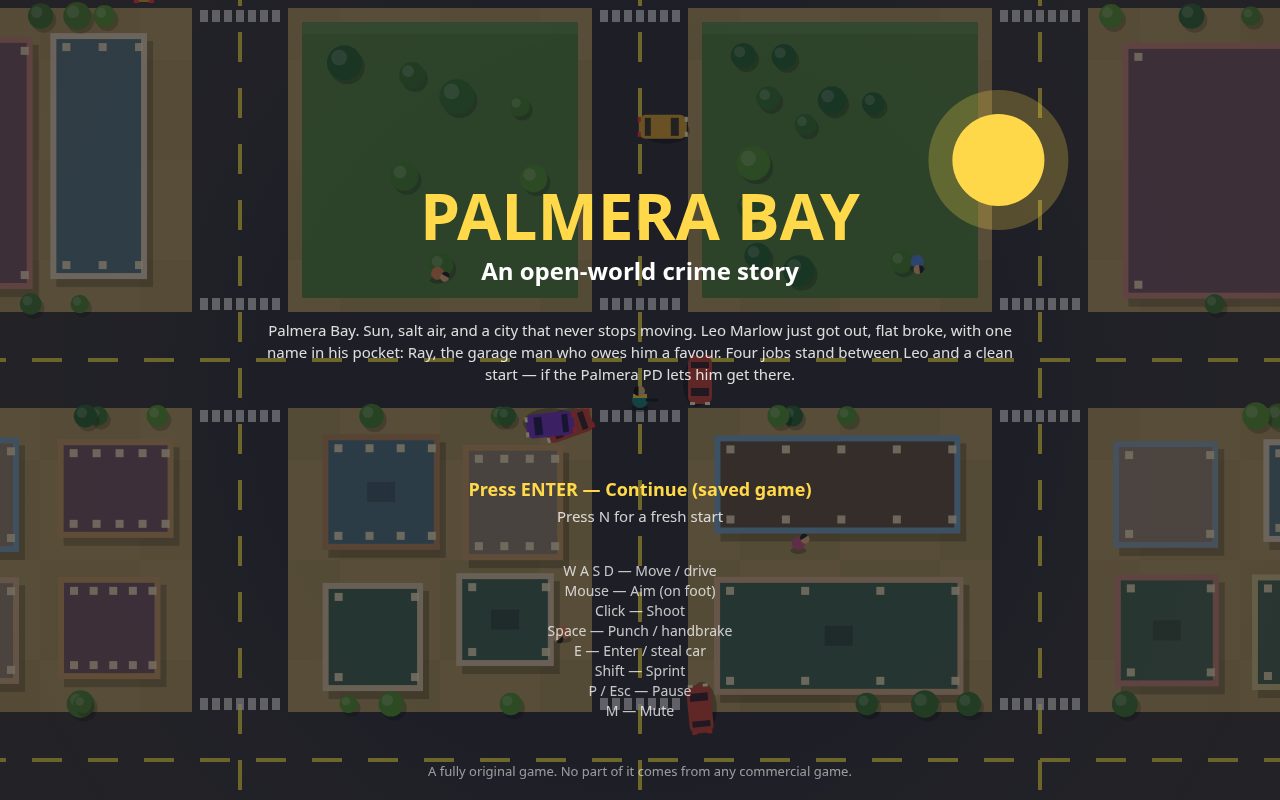 PALMERA BAY
An open-world crime story
Palmera Bay. Sun, salt air, and a city that never stops moving. Leo Marlow just got out, flat broke, with one
name in his pocket: Ray, the garage man who owes him a favour. Four jobs stand between Leo and a clean
start — if the Palmera PD lets him get there.
Press ENTER — Continue (saved game)
Press N for a fresh start
W A S D — Move / drive
Mouse — Aim (on foot)
Click — Shoot
Space — Punch / handbrake
E — Enter / steal car
Shift — Sprint
P / Esc — Pause
M — Mute
A fully original game. No part of it comes from any commercial game.